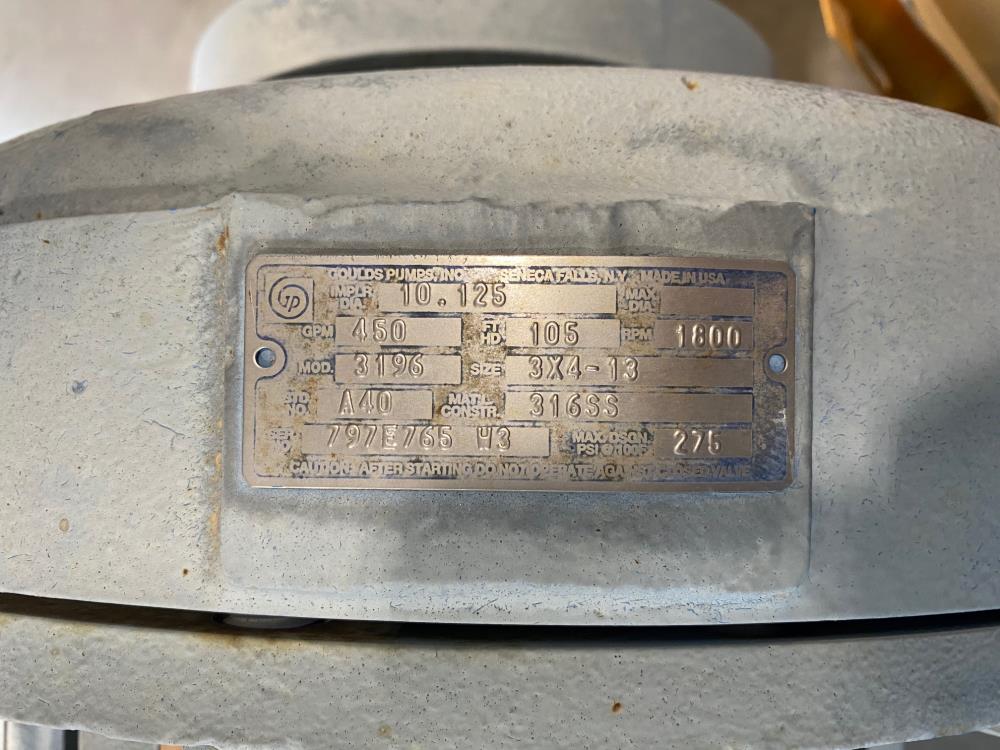 GOULDS PUMPS, INC. SENECA FALLS, N.Y. MADE IN USA
GP IMPLR. DIA. 10.125 MAX. DIA.
GPM 450 FT HD. 105 RPM 1800
MOD. 3196 SIZE 3X4-13
STD NO. A40 MAT'L. CONSTR. 316SS
SER. 797E765 W3 MAX. DSGN. PSI @ 100F 275
CAUTION: AFTER STARTING DO NOT OPERATE AGAINST CLOSED VALVE